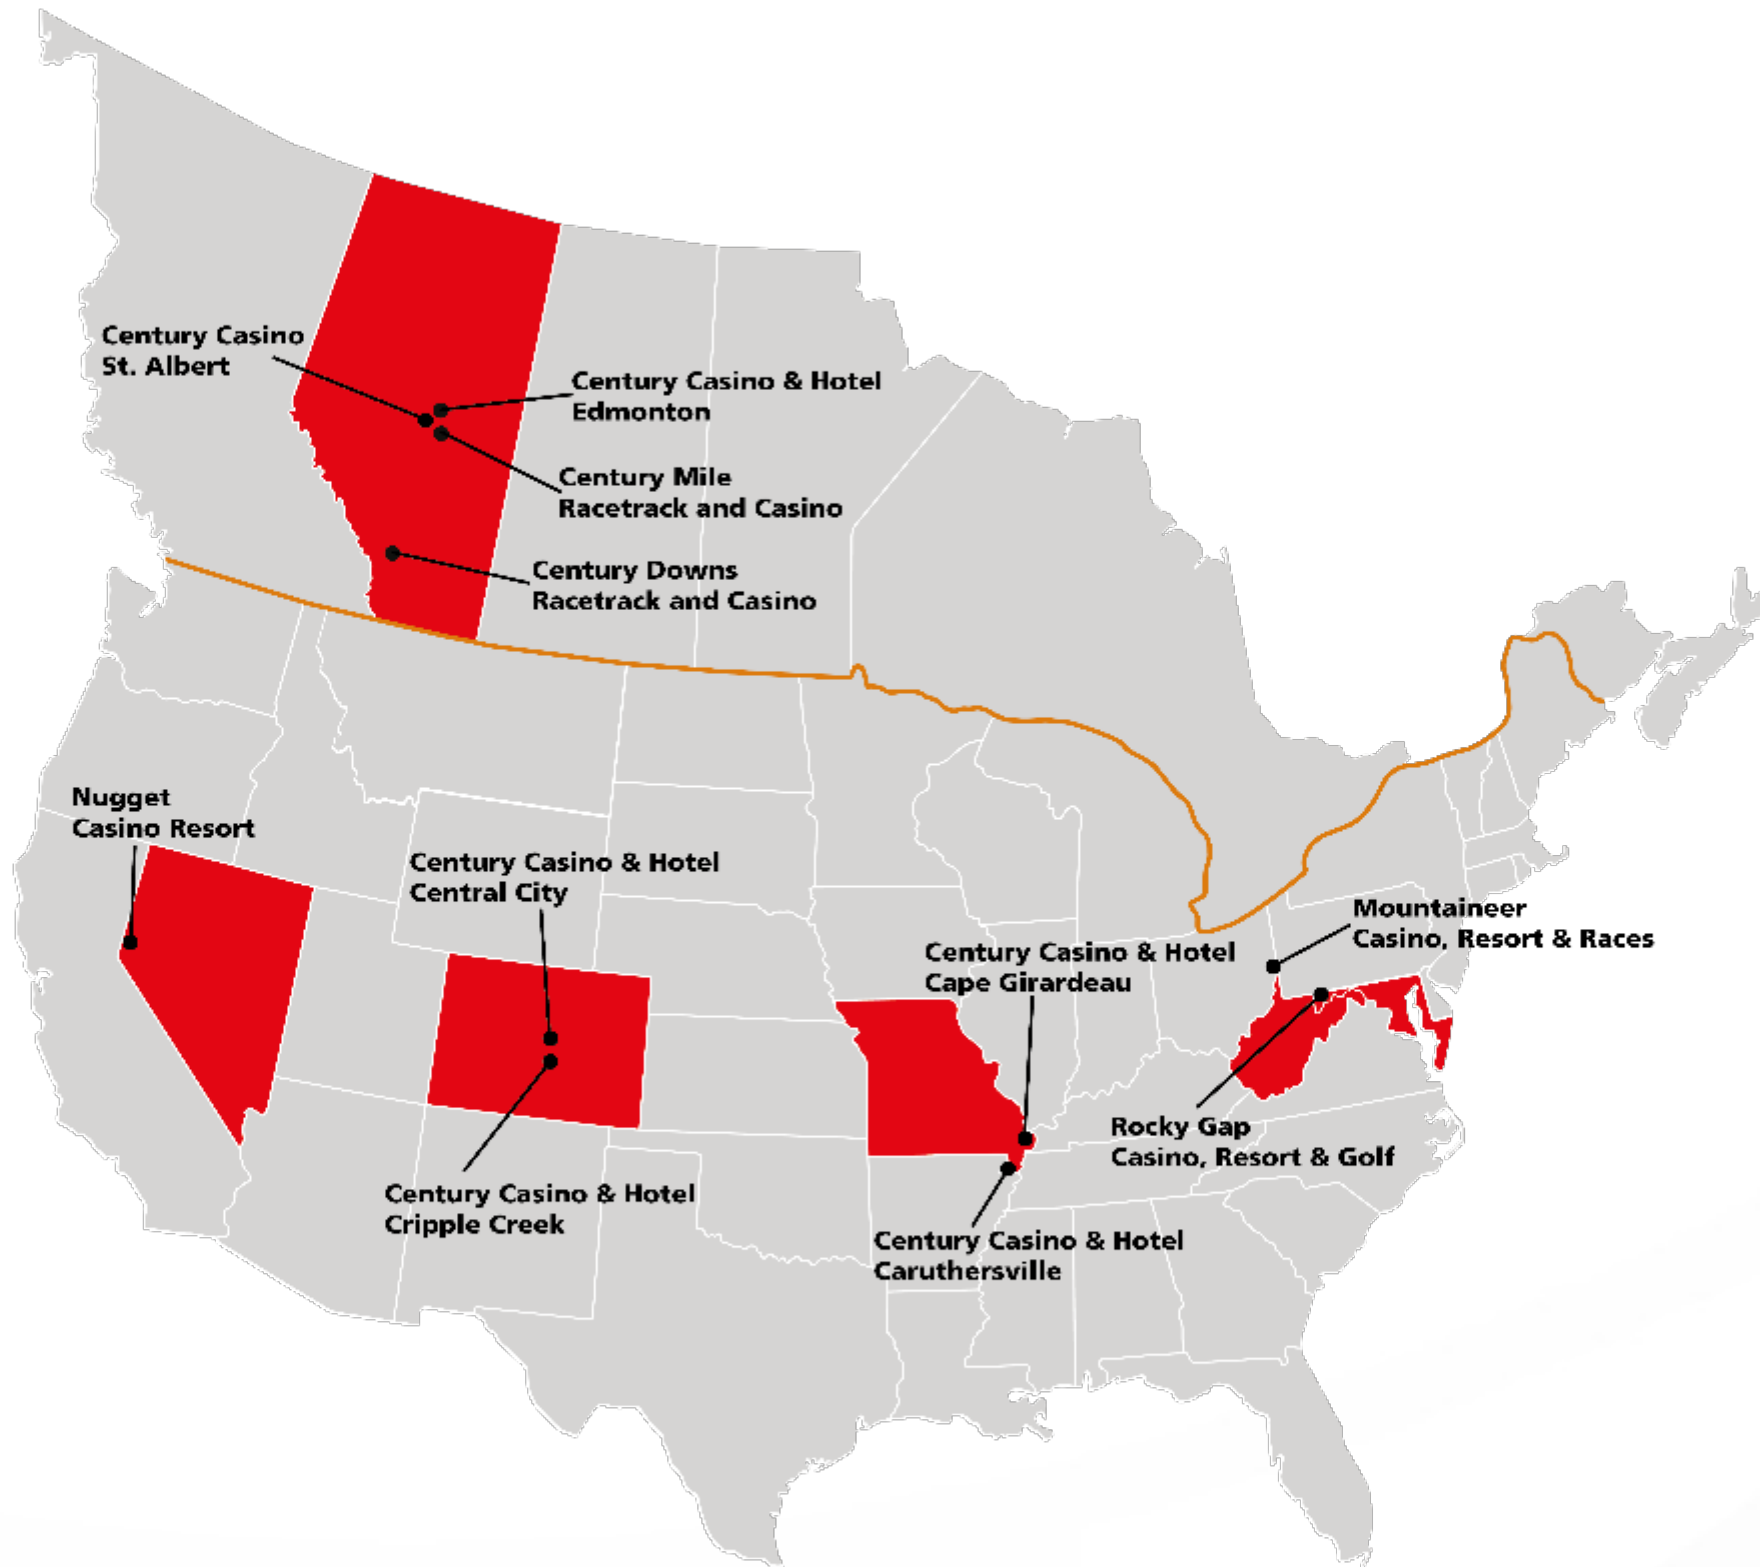 Century Casino
St. Albert
Century Casino & Hotel
Edmonton
Century Mile
Racetrack and Casino
Century Downs
Racetrack and Casino
Nugget
Casino Resort
Century Casino & Hotel
Central City
Mountaineer
Casino, Resort & Races
Century Casino & Hotel
Cape Girardeau
Rocky Gap
Casino, Resort & Golf
Century Casino & Hotel
Cripple Creek
Century Casino & Hotel
Caruthersville